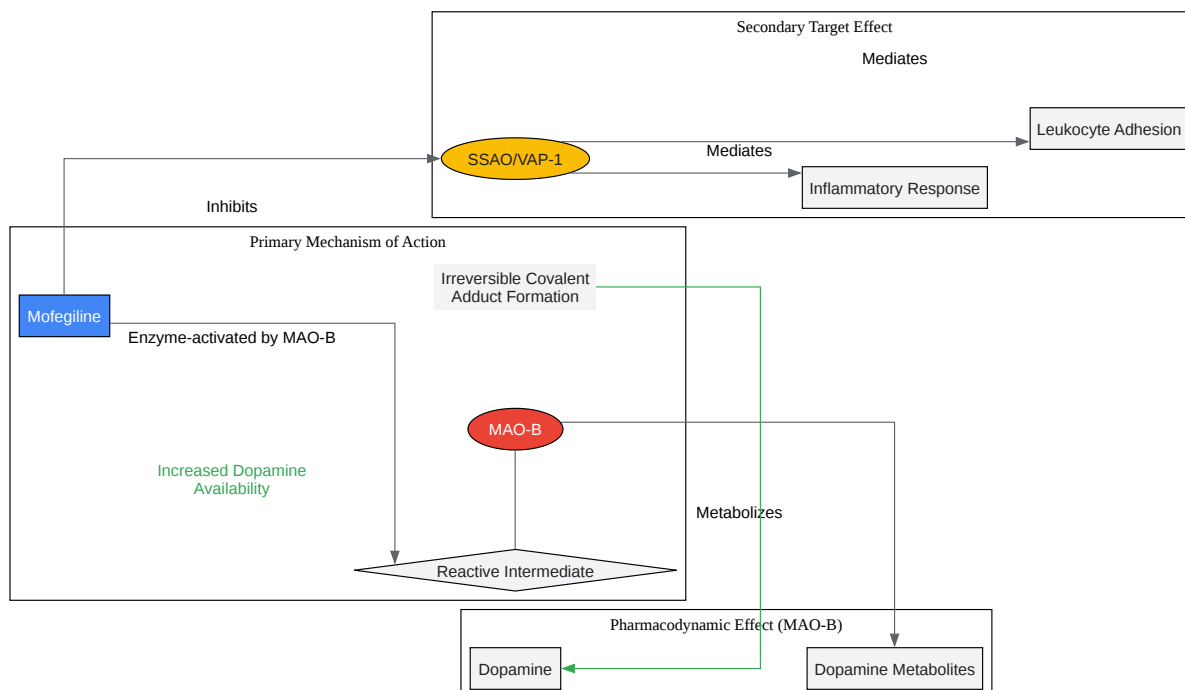 Secondary Target Effect
Mediates
Leukocyte Adhesion
SSAO/VAP-1
Mediates
Inflammatory Response
Inhibits
Primary Mechanism of Action
Irreversible Covalent
Adduct Formation
Mofegiline
Enzyme-activated by MAO-B
MAO-B
Increased Dopamine
Availability
Metabolizes
Reactive Intermediate
Pharmacodynamic Effect (MAO-B)
Dopamine
Dopamine Metabolites